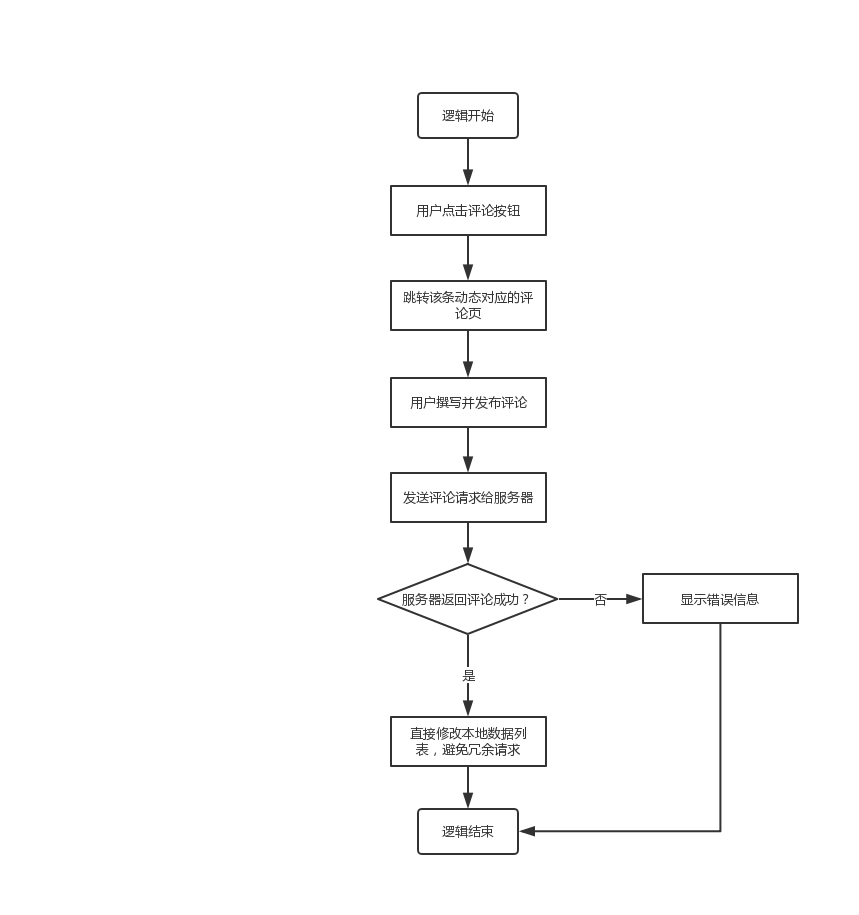 逻辑开始
用户点击评论按钮
跳转该条动态对应的评
论页
用户撰写并发布评论
发送评论请求给服务器
服务器返回评论成功？
否
显示错误信息
是
直接修改本地数据列
表，避免冗余请求
逻辑结束